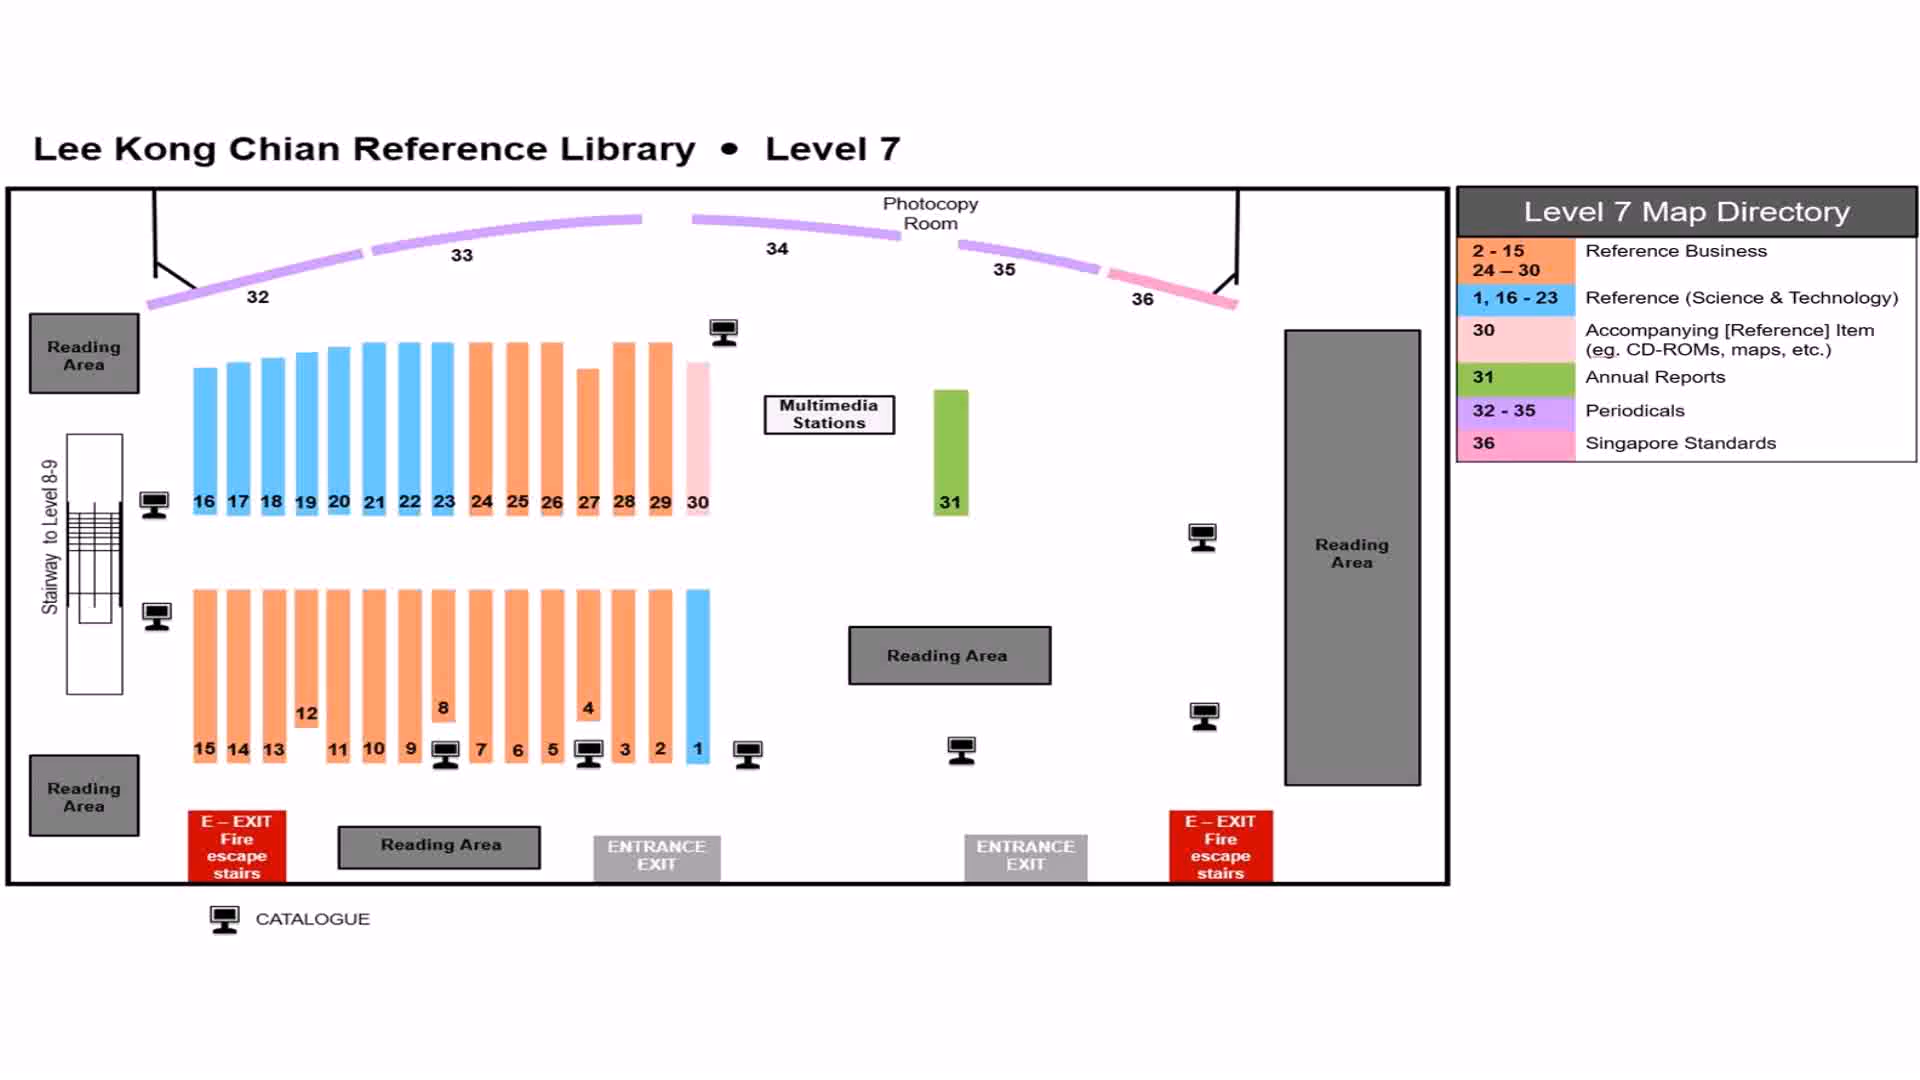 Lee Kong Chian Reference Library • Level 7
Photocopy
Room
33
34
35
32
36
Reading
Area
Multimedia
Stations
16 17 18 19 20 21 22 23 24 25 26 27 28 29 30
31
Stairway to Level 8-9
Reading
Area
Reading Area
12
8
4
15 14 13 11 10 9 7 6 5 3 2 1
Reading
Area
E – EXIT
Fire
escape
stairs
Reading Area
ENTRANCE
EXIT
ENTRANCE
EXIT
E – EXIT
Fire
escape
stairs
CATALOGUE
Level 7 Map Directory
2 - 15
24 – 30
Reference Business
1, 16 - 23 Reference (Science & Technology)
30 Accompanying [Reference] Item
(eg. CD-ROMs, maps, etc.)
31 Annual Reports
32 - 35 Periodicals
36 Singapore Standards